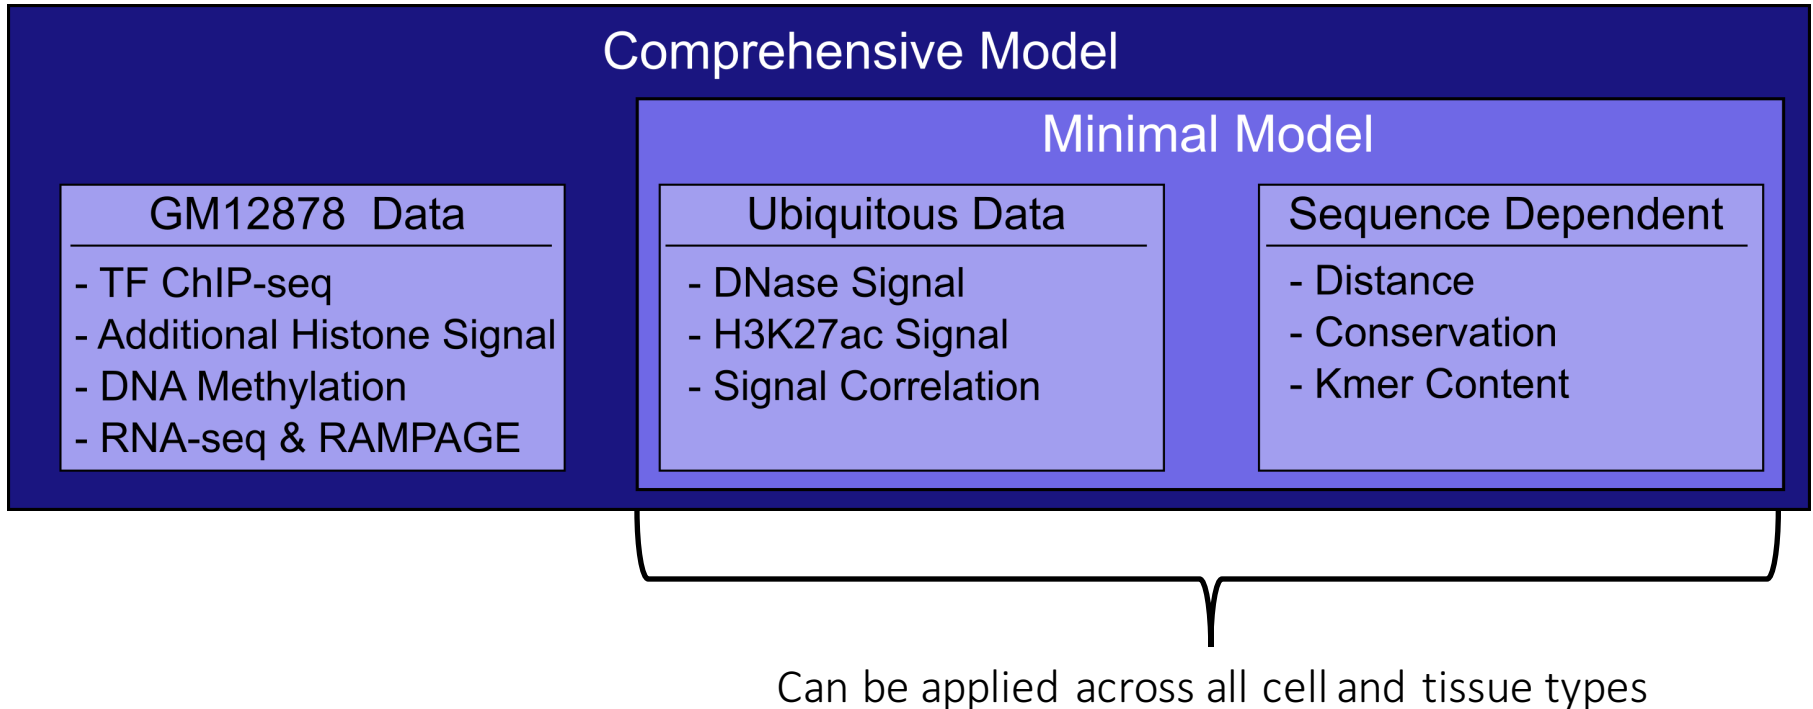 Comprehensive Model
Minimal Model
GM12878 Data
- TF ChIP-seq
- Additional Histone Signal
- DNA Methylation
- RNA-seq & RAMPAGE
Ubiquitous Data
- DNase Signal
- H3K27ac Signal
- Signal Correlation
Sequence Dependent
- Distance
- Conservation
- Kmer Content
Can be applied across all cell and tissue types